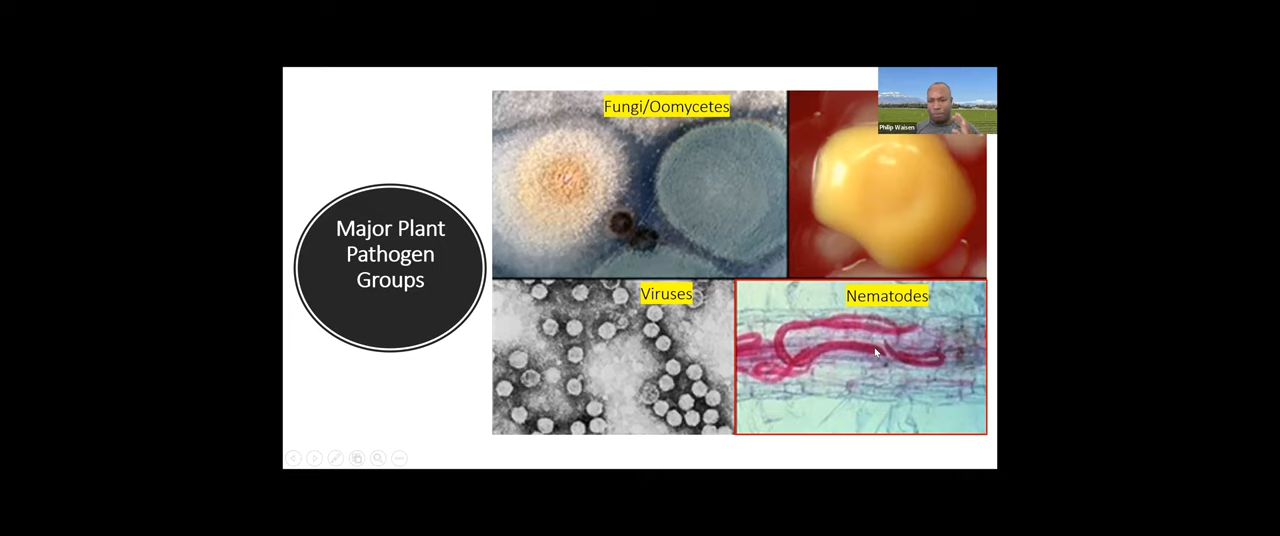 Major Plant
Pathogen
Groups
Fungi/Oomycetes
Philip Waisen
Viruses
Nematodes